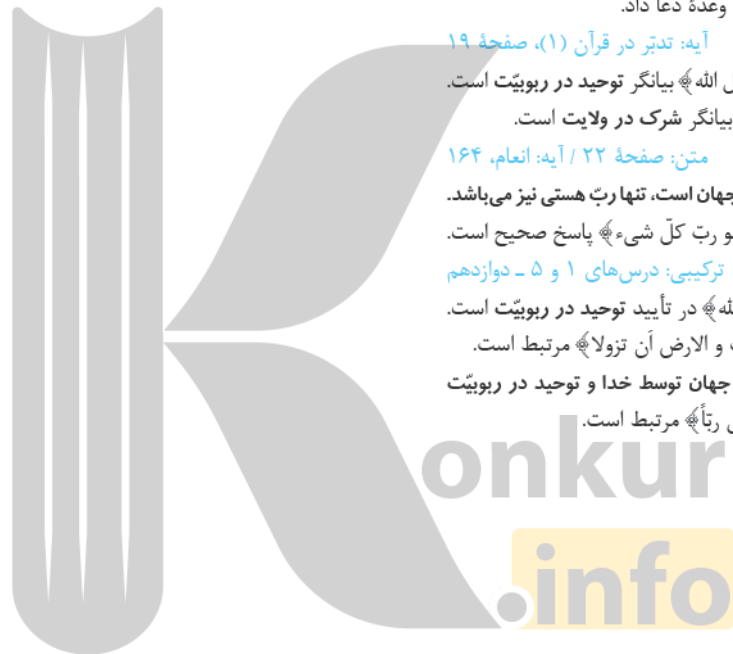 وعدهٔ دعا داد.
آیه: تدبّر در قرآن (۱)، صفحهٔ ۱۹
ل الله﴾ بیانگر توحید در ربوبیّت است.
بیانگر شرک در ولایت است.
متن: صفحهٔ ۲۲ / آیه: انعام، ۱۶۴
جهان است، تنها ربّ هستی نیز می‌باشد.
و ربّ کلّ شیء﴾ پاسخ صحیح است.
ترکیبی: درس‌های ۱ و ۵ ـ دوازدهم
له﴾ در تأیید توحید در ربوبیّت است.
و الارض أن تزولا﴾ مرتبط است.
جهان توسط خدا و توحید در ربوبیّت
ربّاً﴾ مرتبط است.
Konkur
.info